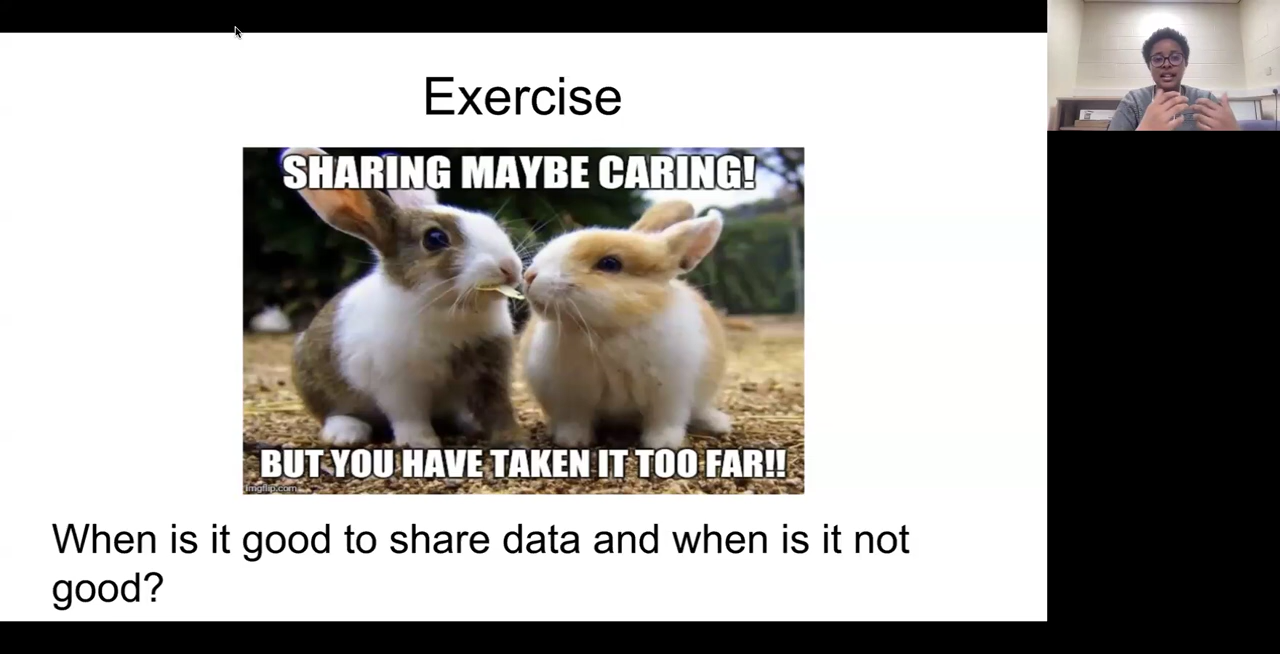 Exercise
SHARING MAYBE CARING!
BUT YOU HAVE TAKEN IT TOO FAR!!
imgflip.com
When is it good to share data and when is it not
good?